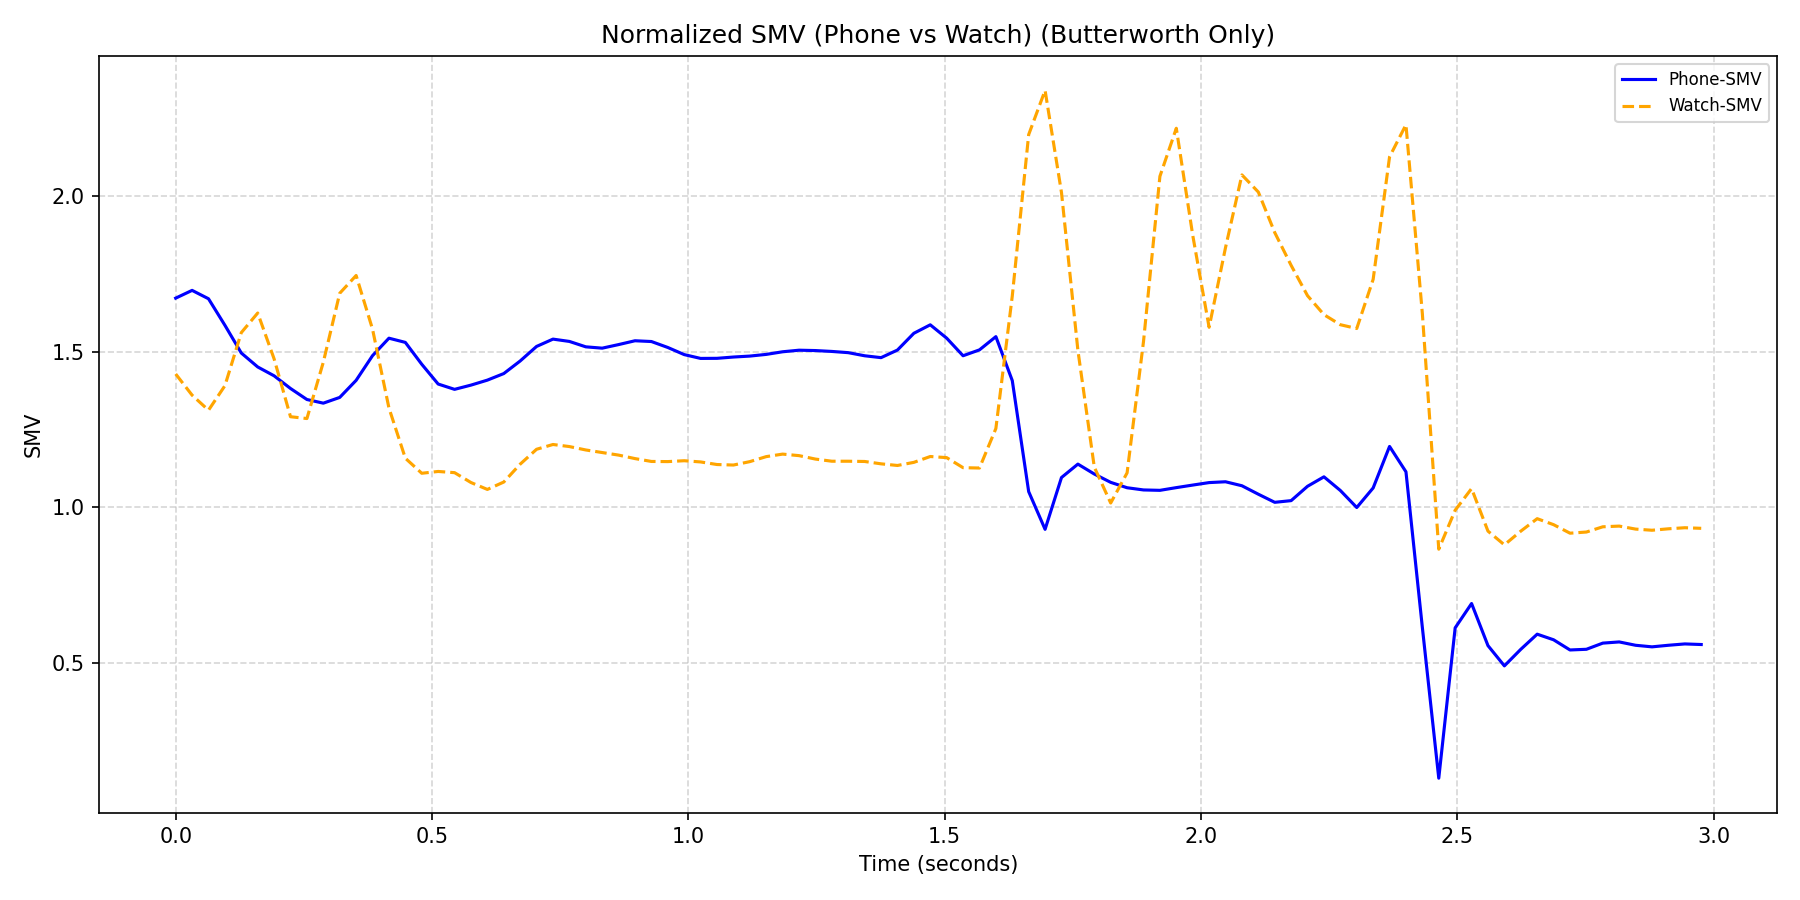 Normalized SMV (Phone vs Watch) (Butterworth Only)
Phone-SMV
Watch-SMV
2.0
1.5
1.0
0.5
SMV
0.0 0.5 1.0 1.5 2.0 2.5 3.0
Time (seconds)